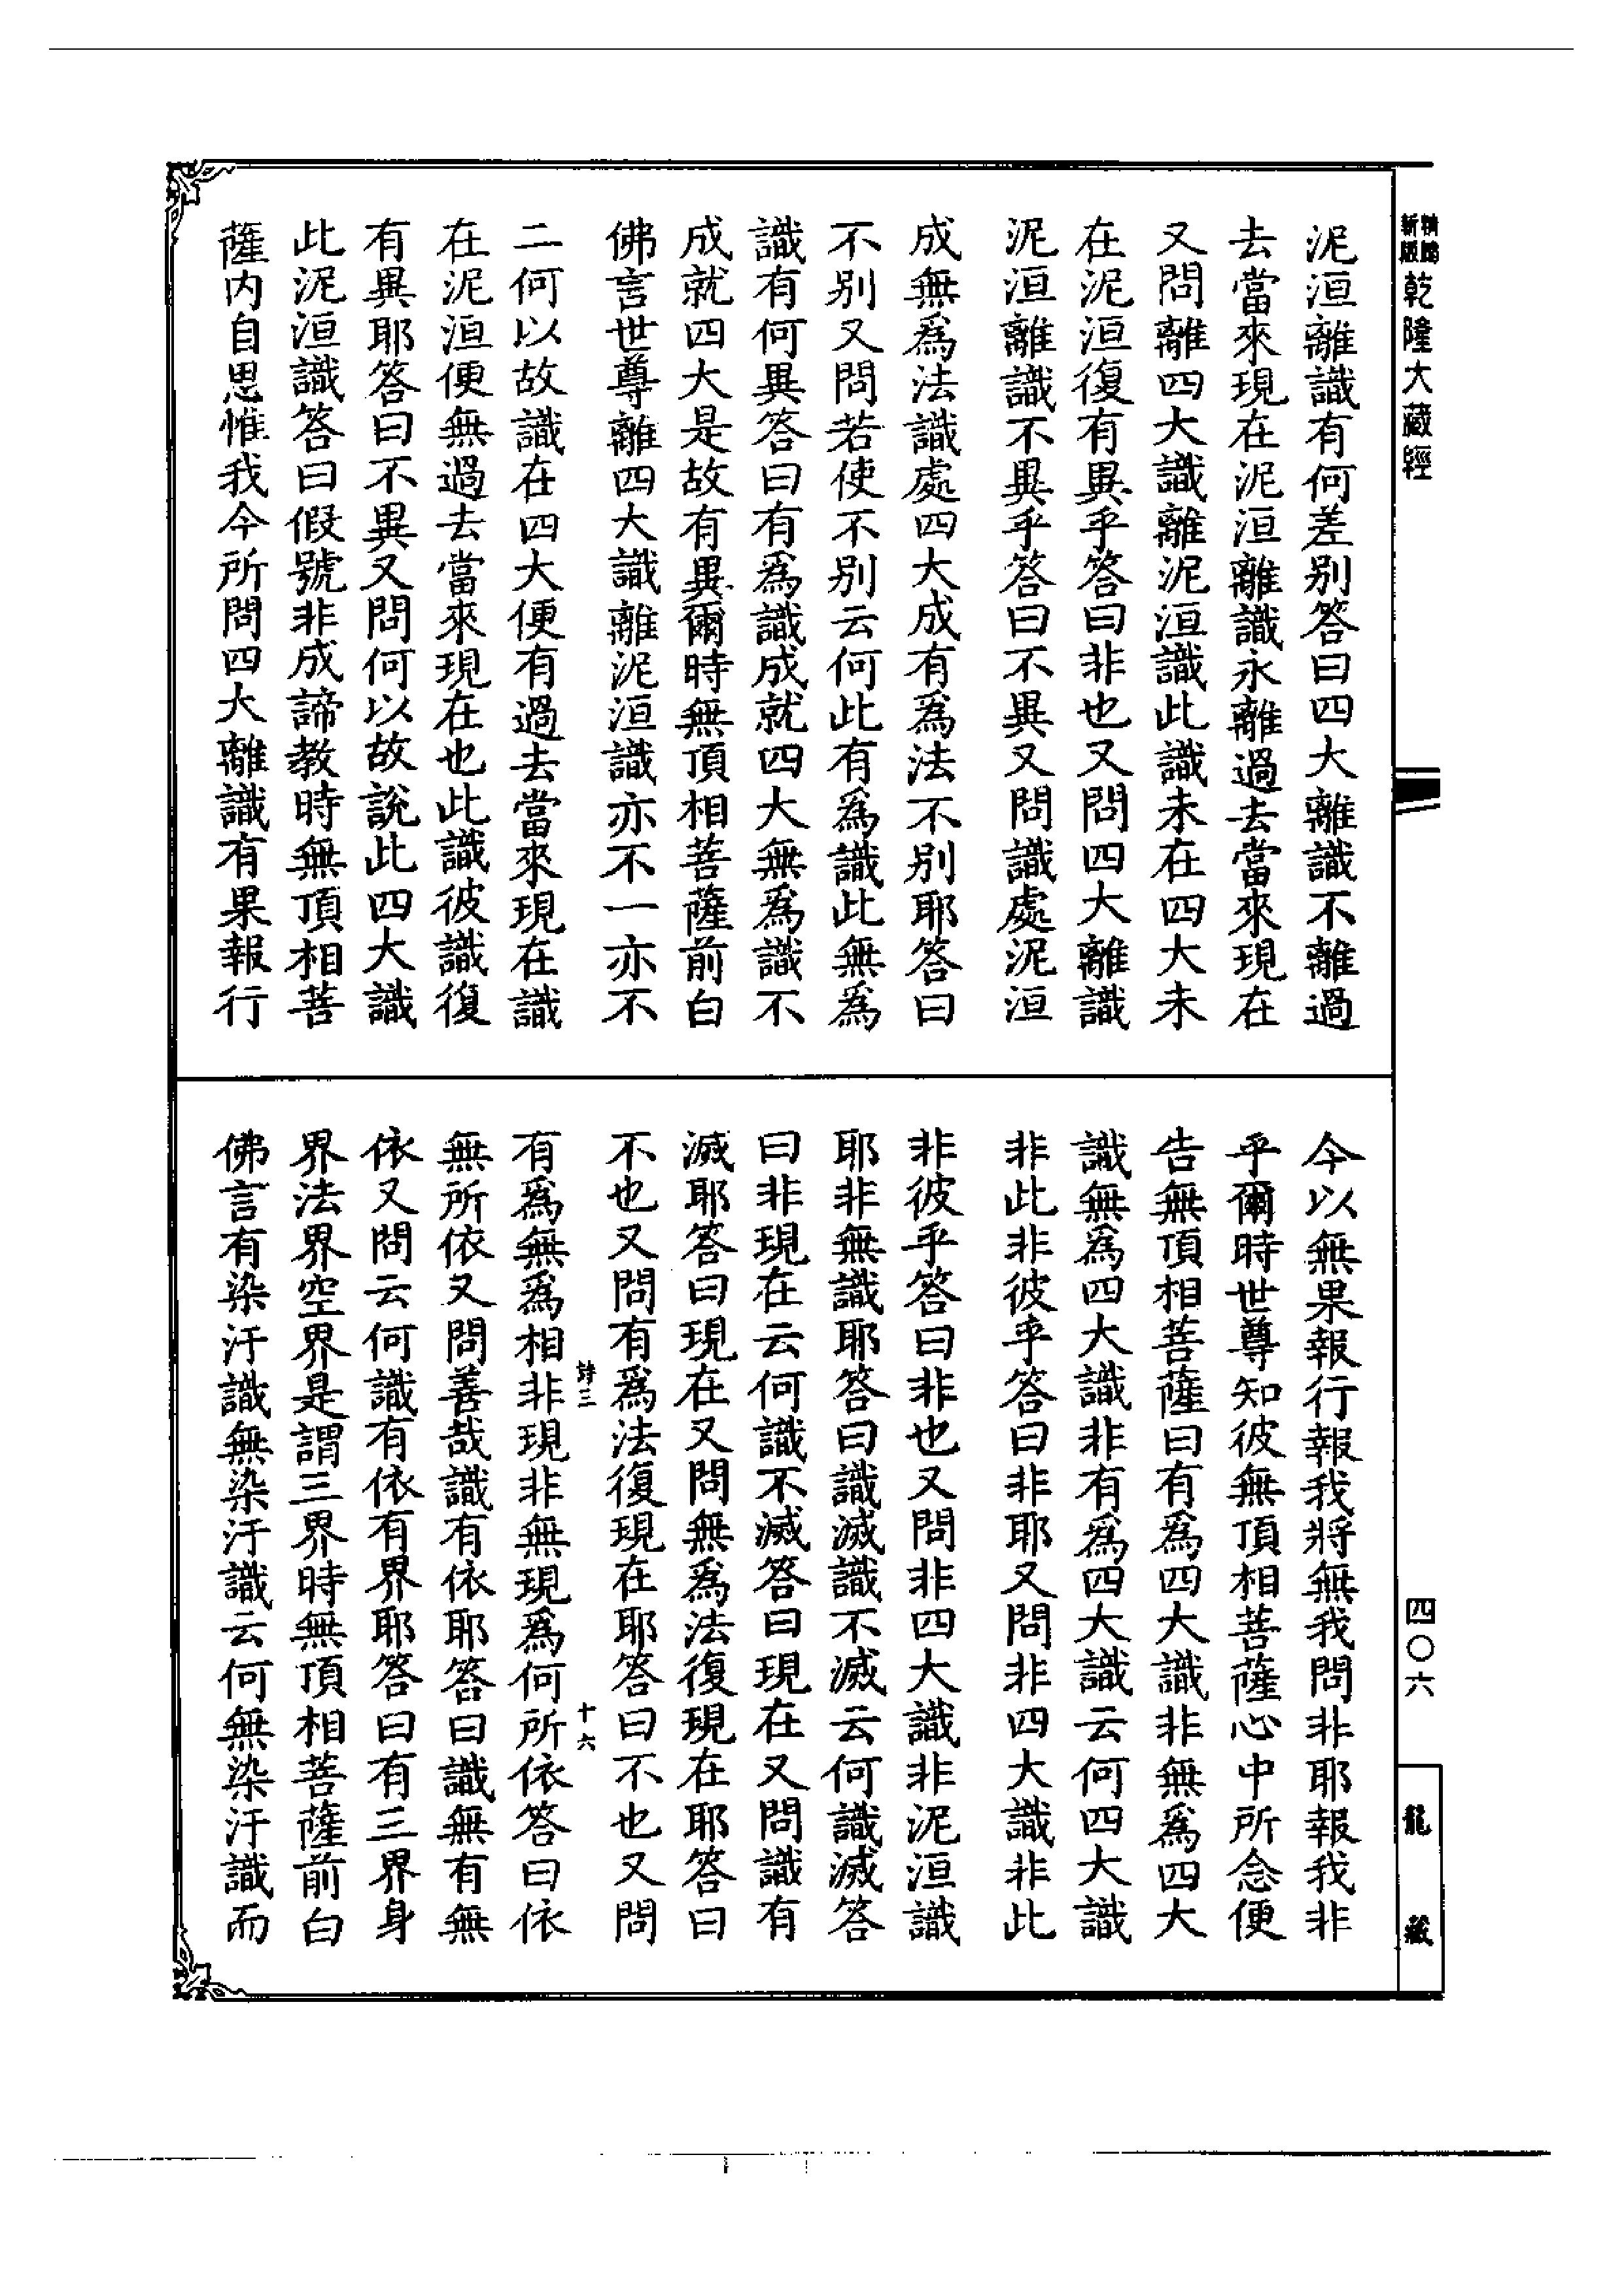 乾隆大藏經
泥洹離識有何差别答曰四大離識不離過
去當來現在泥洹離識永離過去當來現在
又問離四大識離泥洹識此識未在四大未
在泥洹復有異乎答曰非也又問四大離識
泥洹離識不異乎答曰不異又問識處泥洹
成無爲法識處四大成有爲法不别耶答曰
不别又問若使不别云何此有爲識此無爲
識有何異答曰有爲識成就四大無爲識不
成就四大是故有異爾時無頂相菩薩前白
佛言世尊離四大識離泥洹識亦不一亦不
二何以故識在四大便有過去當來現在識
在泥洹便無過去當來現在也此識彼識復
有異耶答曰不異又問何以故說此四大識
此泥洹識答曰假號非成諦教時無頂相菩
薩内自思惟我今所問四大離識有果報行
今以無果報行報我將無我問非耶報我非
乎爾時世尊知彼無頂相菩薩心中所念便
告無頂相菩薩曰有爲四大識非無爲四大
識無爲四大識非有爲四大識云何四大識
非此非彼乎答曰非耶又問非四大識非此
非彼乎答曰非也又問非四大識非泥洹識
耶非無識耶答曰識滅識不滅云何識滅答
曰非現在云何識不滅答曰現在又問識有
滅耶答曰現在又問無爲法復現在耶答曰
不也又問有爲法復現在耶答曰不也又問
有爲無爲相非現非無現爲何所依答曰依
無所依又問善哉識有依耶答曰識無有無
依又問云何識有依有界耶答曰有三界身
界法界空界是謂三界時無頂相菩薩前白
佛言有染汙識無染汙識云何無染汙識而
詩三
十六
四〇六
龍藏